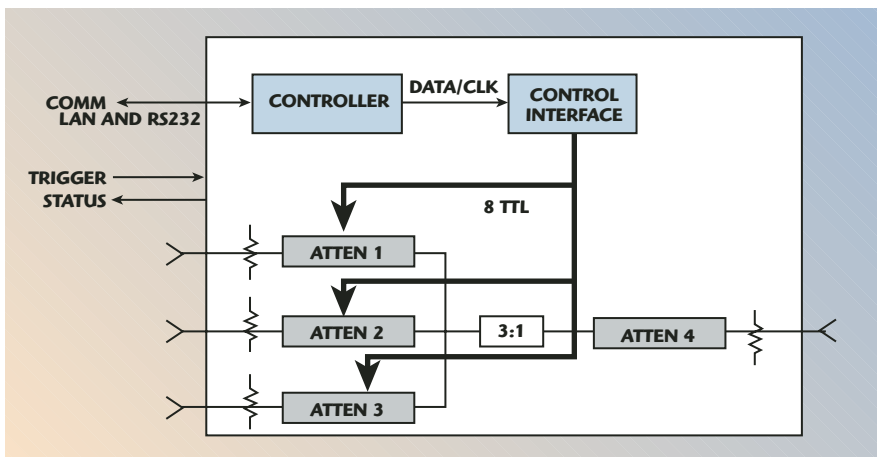 COMM
LAN AND RS232
CONTROLLER
DATA/CLK
CONTROL
INTERFACE
TRIGGER
STATUS
8 TTL
ATTEN 1
ATTEN 2
3:1
ATTEN 4
ATTEN 3